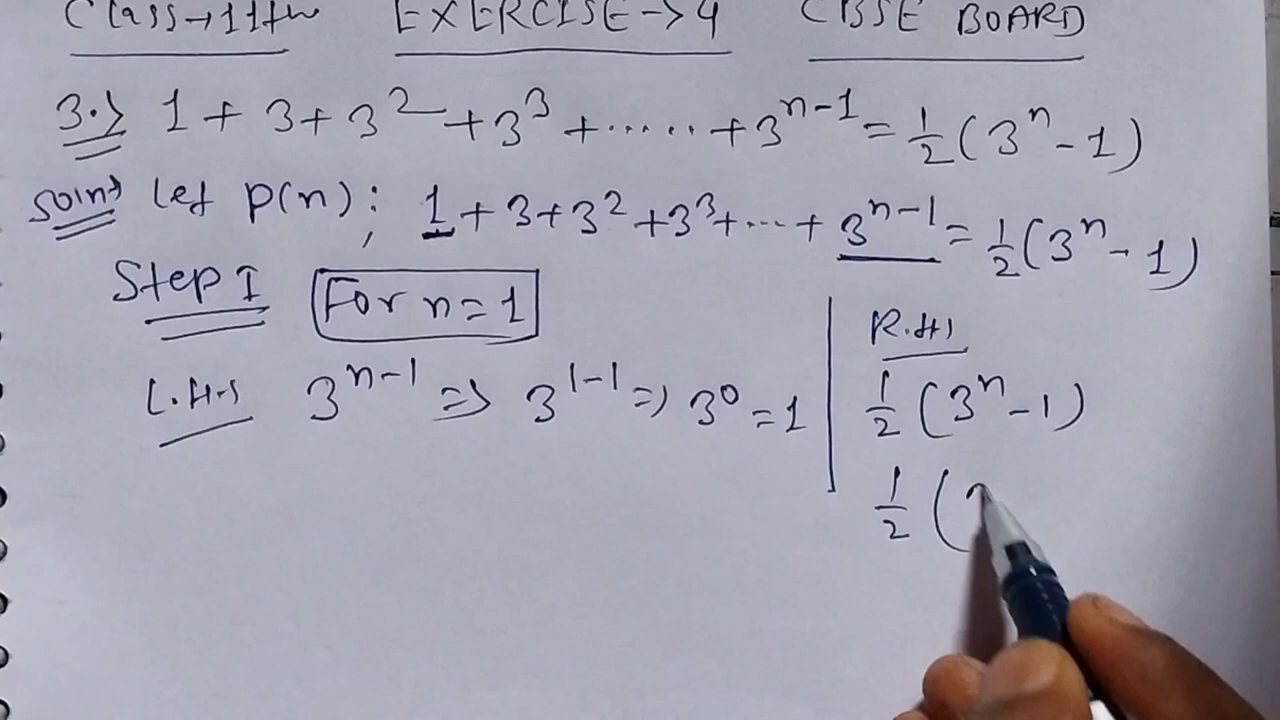 Class→11th EXERCISE→4 CBSE BOARD
3.) 1 + 3 + 3² + 3³ + ...... + 3ⁿ⁻¹ = 1/2 (3ⁿ - 1)
Let P(n) ; 1 + 3 + 3² + 3³ + ... + 3ⁿ⁻¹ = 1/2 (3ⁿ - 1)
Step I For n = 1
L.H.S 3ⁿ⁻¹ => 3¹⁻¹ => 3⁰ = 1
R.H.S
1/2 (3ⁿ - 1)
1/2 (3